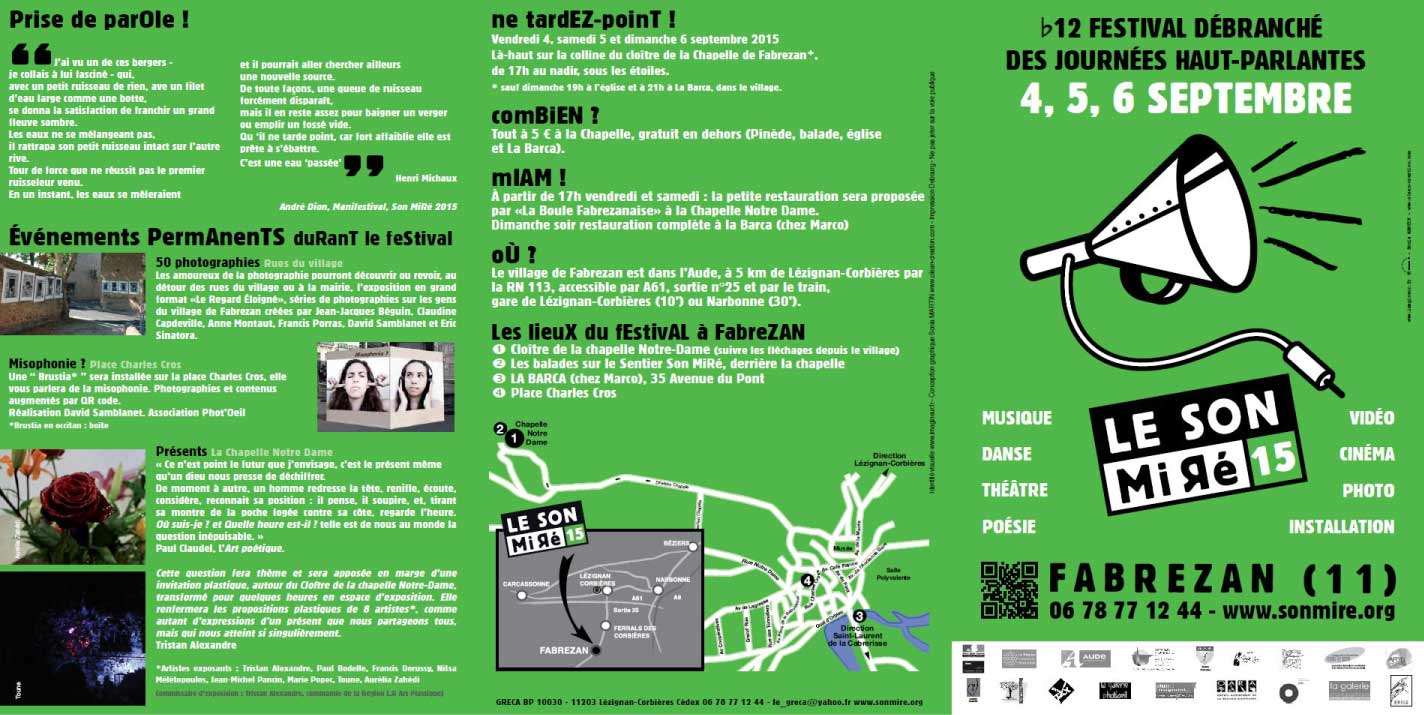 Prise de parOle !
J'ai vu un de ces bergers -
je collais à lui fasciné - qui,
avec un petit ruisseau de rien, ave un filet
d'eau large comme une botte,
se donna la satisfaction de franchir un grand
fleuve sombre.
Les eaux ne se mélangeant pas,
il rattrapa son petit ruisseau intact sur l'autre
rive.
Tour de force que ne réussit pas le premier
ruisseleur venu.
En un instant, les eaux se mêleraient
et il pourrait aller chercher ailleurs
une nouvelle source.
De toute façons, une queue de ruisseau
forcément disparaît,
mais il en reste assez pour baigner un verger
ou emplir un fossé vide.
Qu 'il ne tarde point, car fort affaiblie elle est
prête à s'ébattre.
C'est une eau 'passée'
Henri Michaux
André Dion, Manifestival, Son MiRé 2015
Événements PermAnenTS duRanT le feStival
50 photographies Rues du village
Les amoureux de la photographie pourront découvrir ou revoir, au
détour des rues du village ou à la mairie, l'exposition en grand
format «Le Regard Éloigné», séries de photographies sur les gens
du village de Fabrezan créées par Jean-Jacques Béguin, Claudine
Capdeville, Anne Montaut, Francis Porras, David Samblanet et Eric
Sinatora.
Misophonie ? Place Charles Cros
Une " Brustia* " sera installée sur la place Charles Cros, elle
vous parlera de la misophonie. Photographies et contenus
augmentés par QR code.
Réalisation David Samblanet. Association Phot'Oeil
*Brustia en occitan : boîte
Misophonie ?
Présents La Chapelle Notre Dame
« Ce n'est point le futur que j'envisage, c'est le présent même
qu'un dieu nous presse de déchiffrer.
De moment à autre, un homme redresse la tête, renifle, écoute,
considère, reconnaît sa position : il pense, il soupire, et, tirant
sa montre de la poche logée contre sa côte, regarde l'heure.
Où suis-je ? et Quelle heure est-il ? telle est de nous au monde la
question inépuisable. »
Paul Claudel, L'Art poétique.
Cette question fera thème et sera apposée en marge d'une
invitation plastique, autour du Cloître de la chapelle Notre-Dame,
transformé pour quelques heures en espace d'exposition. Elle
renfermera les propositions plastiques de 8 artistes*, comme
autant d'expressions d'un présent que nous partageons tous,
mais qui nous atteint si singulièrement.
Tristan Alexandre
*Artistes exposants : Tristan Alexandre, Paul Bodelle, Francis Derussy, Nitsa
Mélétopoulos, Jean-Michel Pancin, Marie Popec, Toune, Aurélia Zahédi
Commissaire d'exposition : Tristan Alexandre, commande de la Région L.R Art Plastique)
Aurélia Zahédi
Toune
ne tardEZ-poinT !
Vendredi 4, samedi 5 et dimanche 6 septembre 2015
Là-haut sur la colline du cloître de la Chapelle de Fabrezan*.
de 17h au nadir, sous les étoiles.
* sauf dimanche 19h à l'église et à 21h à La Barca, dans le village.
comBiEN ?
Tout à 5 € à la Chapelle, gratuit en dehors (Pinède, balade, église
et La Barca).
mIAM !
À partir de 17h vendredi et samedi : la petite restauration sera proposée
par «La Boule Fabrezanaise» à la Chapelle Notre Dame.
Dimanche soir restauration complète à la Barca (chez Marco)
oÙ ?
Le village de Fabrezan est dans l'Aude, à 5 km de Lézignan-Corbières par
la RN 113, accessible par A61, sortie n°25 et par le train,
gare de Lézignan-Corbières (10') ou Narbonne (30').
Les lieuX du fEstivAL à FabreZAN
1 Cloître de la chapelle Notre-Dame (suivre les fléchages depuis le village)
2 Les balades sur le Sentier Son MiRé, derrière la chapelle
3 LA BARCA (chez Marco), 35 Avenue du Pont
4 Place Charles Cros
2
1
Chapelle
Notre
Dame
Direction
Lézignan-Corbières
Chemin Chapelle
Musée
Salle
Polyvalente
4
3
Direction
Saint-Laurent
de la Cabrerisse
LE SON
MiRé 15
BÉZIERS
CARCASSONNE
LÉZIGNAN
CORBIÈRES
NARBONNE
A61
A9
Sortie 25
FERRALS DES
CORBIÈRES
FABREZAN
GRECA BP 10030 - 11203 Lézignan-Corbières Cédex 06 78 77 12 44 - le_greca@yahoo.fr www.sonmire.org
♭12 FESTIVAL DÉBRANCHÉ
DES JOURNÉES HAUT-PARLANTES
4, 5, 6 SEPTEMBRE
LE SON
MiRé 15
MUSIQUE
DANSE
THÉÂTRE
POÉSIE
VIDÉO
CINÉMA
PHOTO
INSTALLATION
FABREZAN (11)
06 78 77 12 44 - www.sonmire.org
AUDE
la galerie